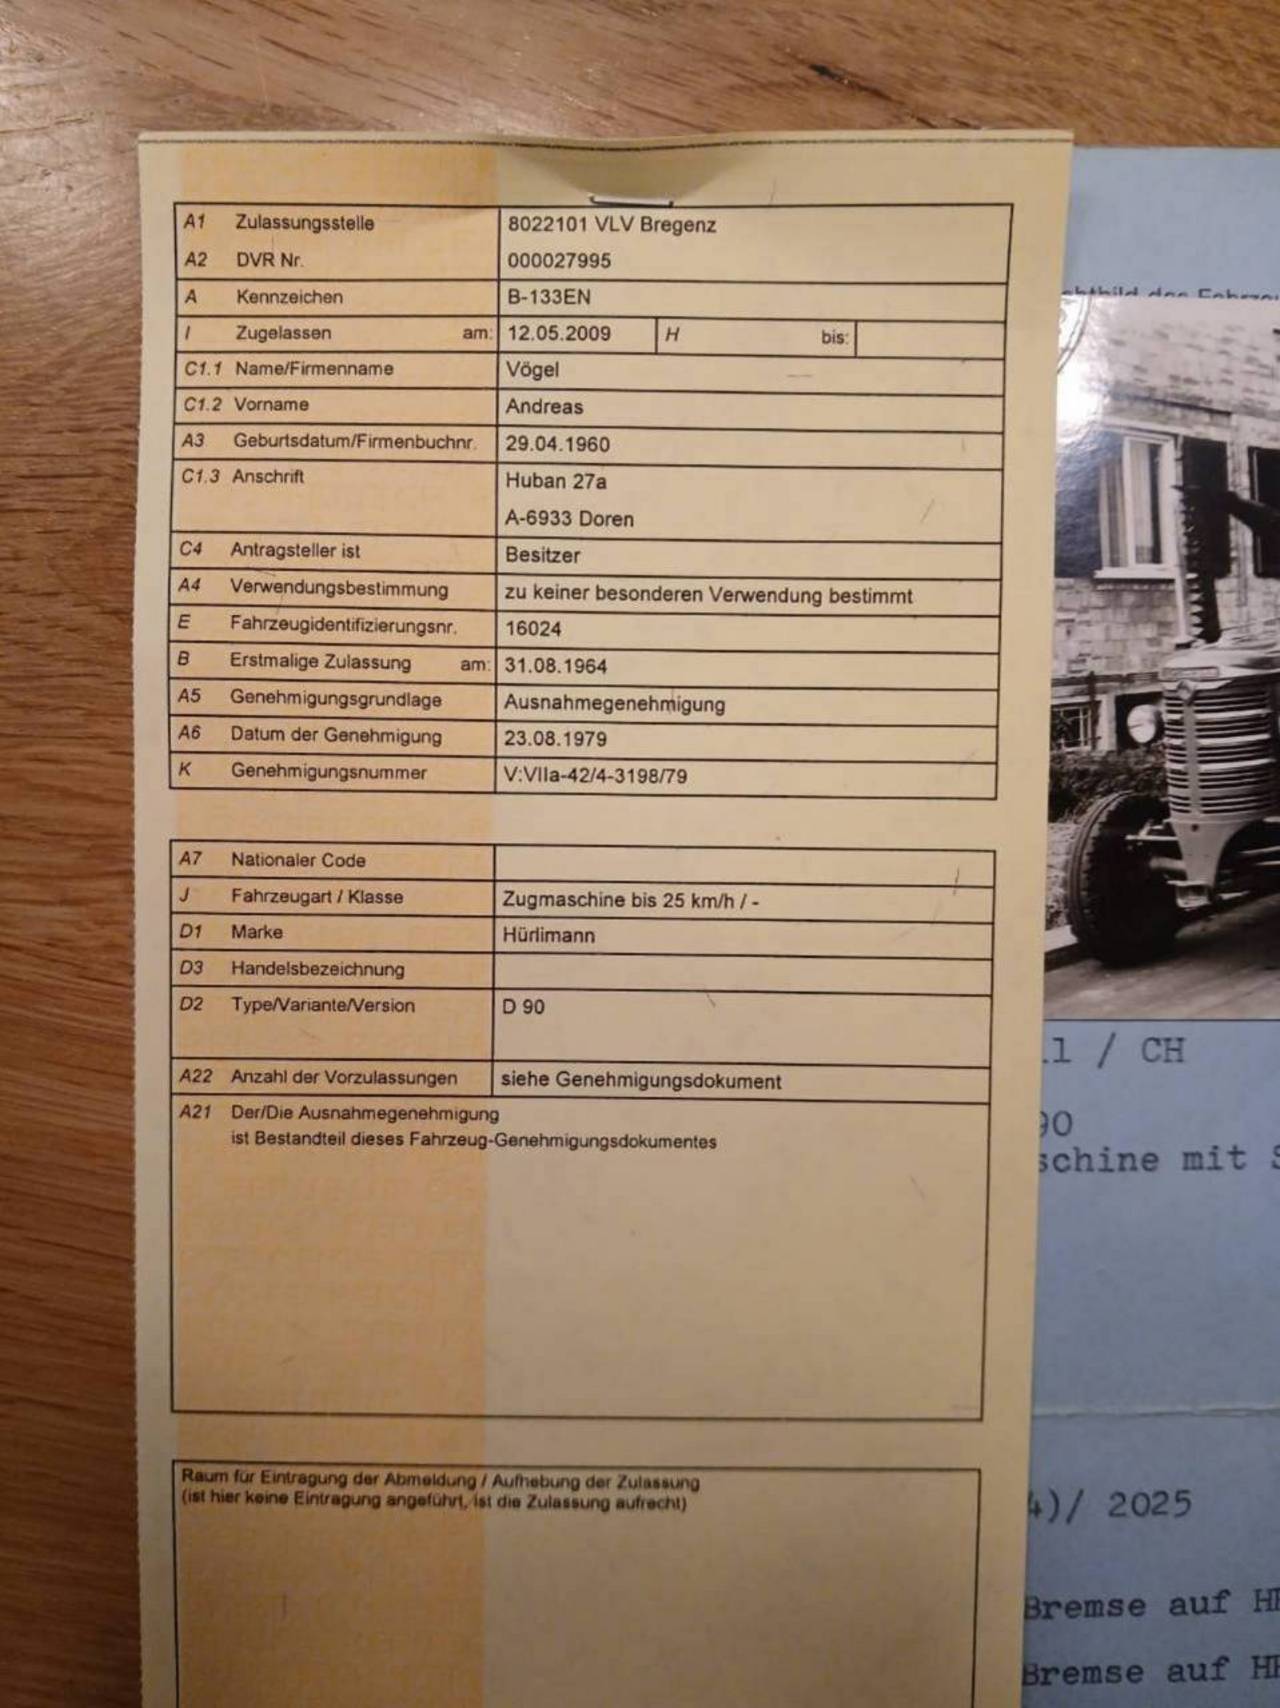 A1 Zulassungsstelle 8022101 VLV Bregenz
A2 DVR Nr. 000027995
A Kennzeichen B-133EN
I Zugelassen am: 12.05.2009 H bis:
C1.1 Name/Firmenname Vögel
C1.2 Vorname Andreas
A3 Geburtsdatum/Firmenbuchnr. 29.04.1960
C1.3 Anschrift Huban 27a
A-6933 Doren
C4 Antragsteller ist Besitzer
A4 Verwendungsbestimmung zu keiner besonderen Verwendung bestimmt
E Fahrzeugidentifizierungsnr. 16024
B Erstmalige Zulassung am: 31.08.1964
A5 Genehmigungsgrundlage Ausnahmegenehmigung
A6 Datum der Genehmigung 23.08.1979
K Genehmigungsnummer V:VIIa-42/4-3198/79
A7 Nationaler Code
J Fahrzeugart / Klasse Zugmaschine bis 25 km/h / -
D1 Marke Hürlimann
D3 Handelsbezeichnung
D2 Type/Variante/Version D 90
A22 Anzahl der Vorzulassungen siehe Genehmigungsdokument
A21 Der/Die Ausnahmegenehmigung
ist Bestandteil dieses Fahrzeug-Genehmigungsdokumentes
Raum für Eintragung der Abmeldung / Aufhebung der Zulassung
(ist hier keine Eintragung angeführt, ist die Zulassung aufrecht)
/ CH
90
schine mit
4)/ 2025
Bremse auf
Bremse auf